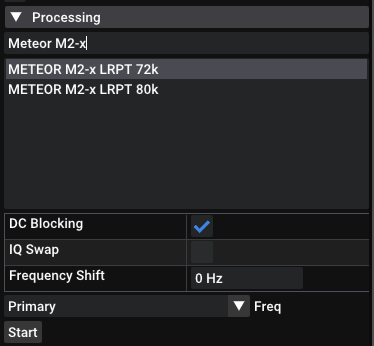 Processing
Meteor M2-x
METEOR M2-x LRPT 72k
METEOR M2-x LRPT 80k
DC Blocking
IQ Swap
Frequency Shift 0 Hz
Primary Freq
Start